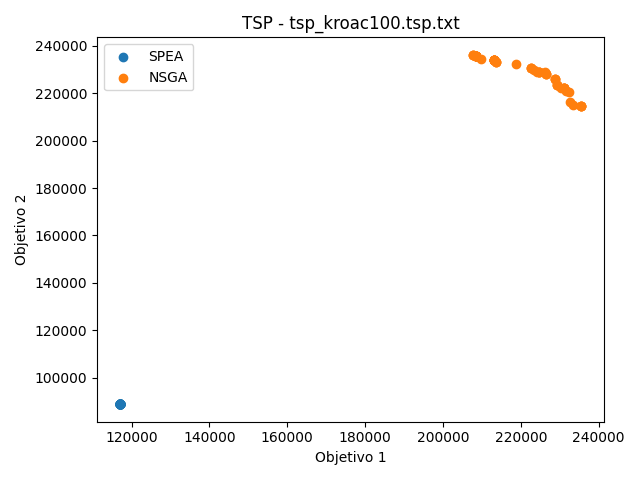 TSP - tsp_kroac100.tsp.txt
SPEA
NSGA
240000
220000
200000
180000
160000
140000
120000
100000
Objetivo 2
120000 140000 160000 180000 200000 220000 240000
Objetivo 1